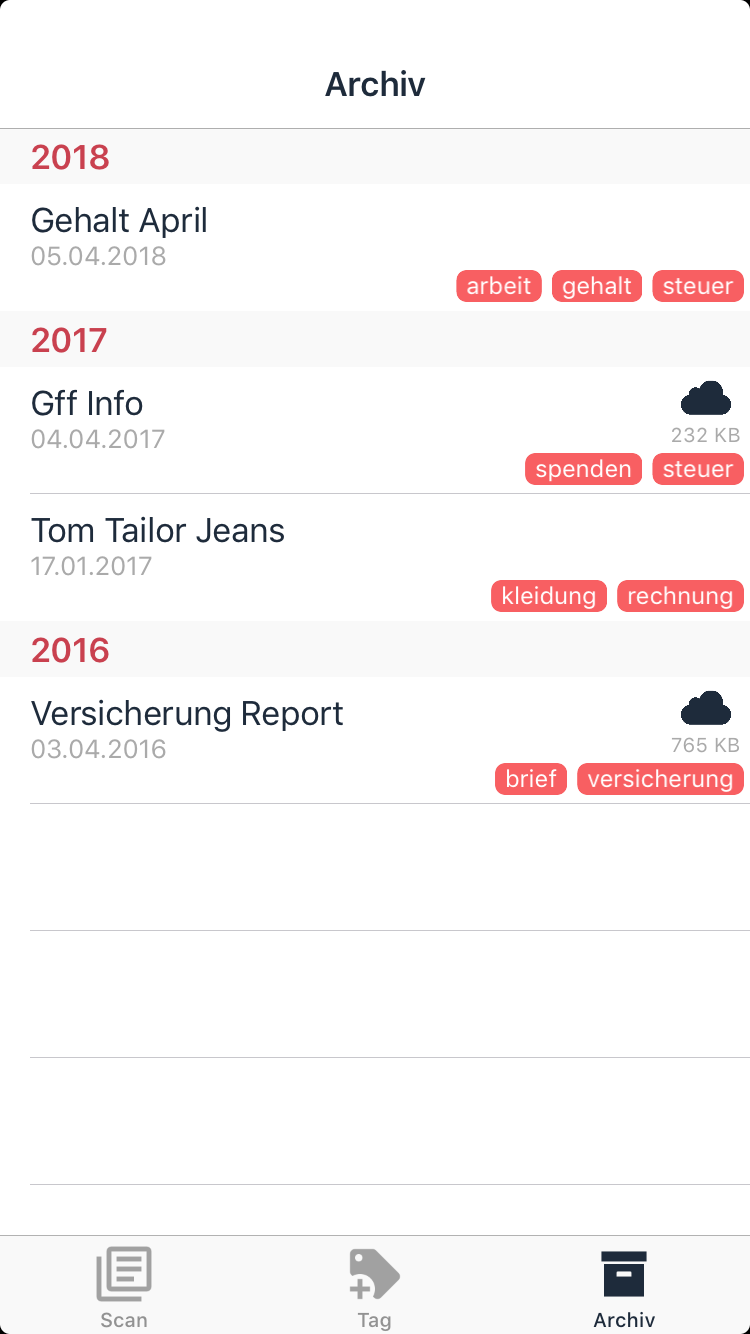 Archiv
2018
Gehalt April
05.04.2018
arbeit gehalt steuer
2017
Gff Info
04.04.2017
232 KB
spenden steuer
Tom Tailor Jeans
17.01.2017
kleidung rechnung
2016
Versicherung Report
03.04.2016
765 KB
brief versicherung
Scan Tag Archiv